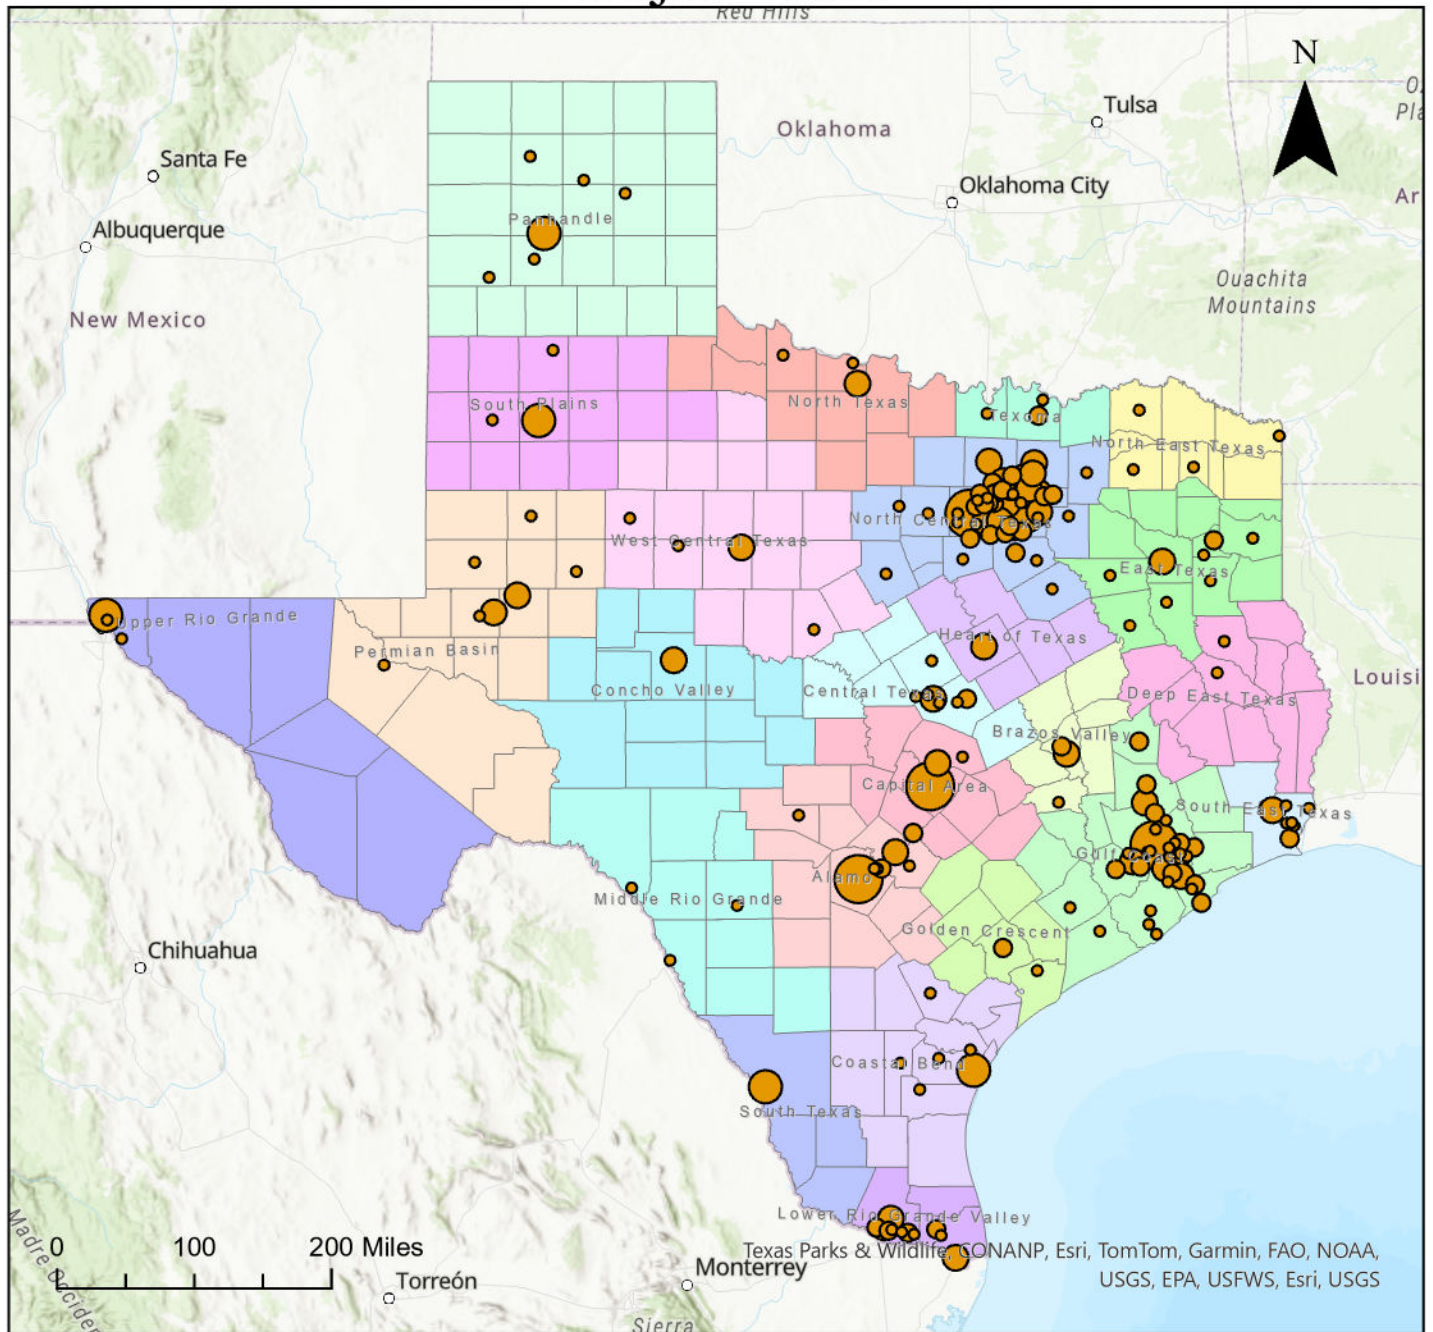 Red Hills
N
Tulsa
Oklahoma
Santa Fe
Oklahoma City
Ar
Albuquerque
Panhandle
Ouachita
Mountains
New Mexico
South Plains
North Texas
Texoma
North East Texas
North Central Texas
West Central Texas
East Texas
Upper Rio Grande
Heart of Texas
Permian Basin
Louisi
Concho Valley
Central Texas
Deep East Texas
Brazos Valley
Capital Area
South East Texas
Gulf Coast
Alamo
Middle Rio Grande
Golden Crescent
Chihuahua
Coastal Bend
South Texas
Lower Rio Grande Valley
0 100 200 Miles
Texas Parks & Wildlife, CONANP, Esri, TomTom, Garmin, FAO, NOAA,
USGS, EPA, USFWS, Esri, USGS
Monterrey
Torreón
Madre Occiden
Sierra